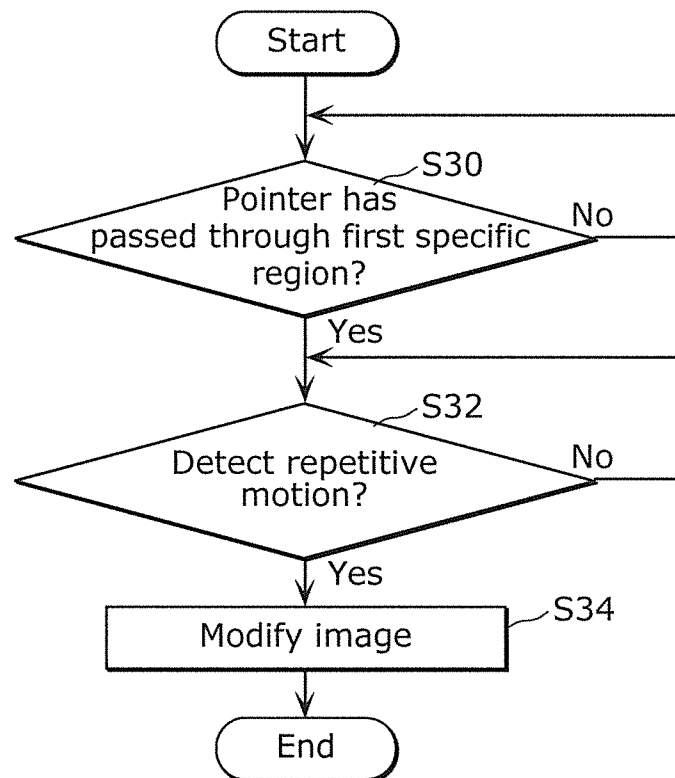 Start
S30
Pointer has
passed through first specific
region?
No
Yes
S32
Detect repetitive
motion?
No
Yes
S34
Modify image
End